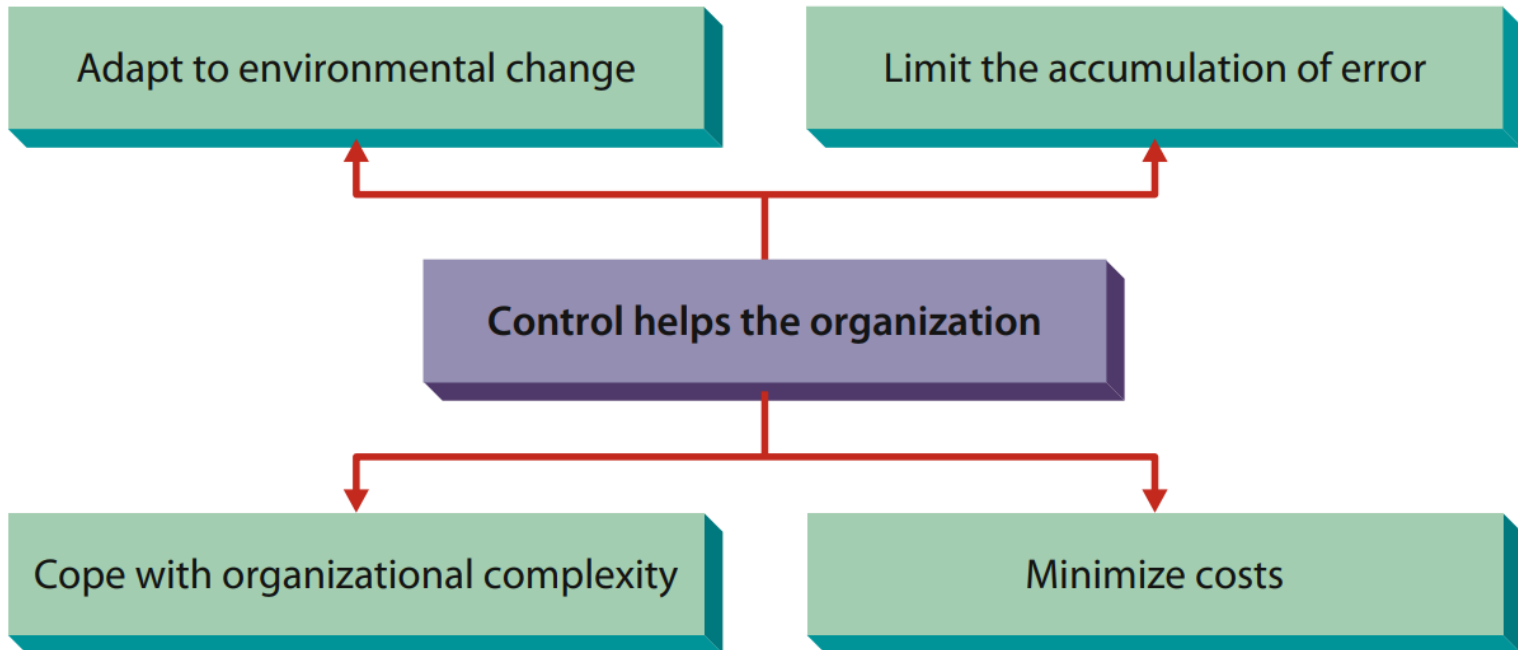 Adapt to environmental change
Limit the accumulation of error
Control helps the organization
Cope with organizational complexity
Minimize costs